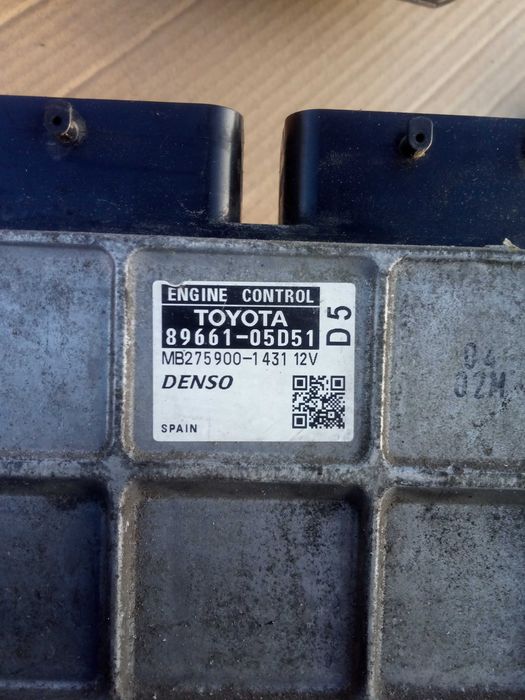 ENGINE CONTROL
TOYOTA
89661-05D51
D5
MB275900-1431 12V
DENSO
SPAIN
04
02M